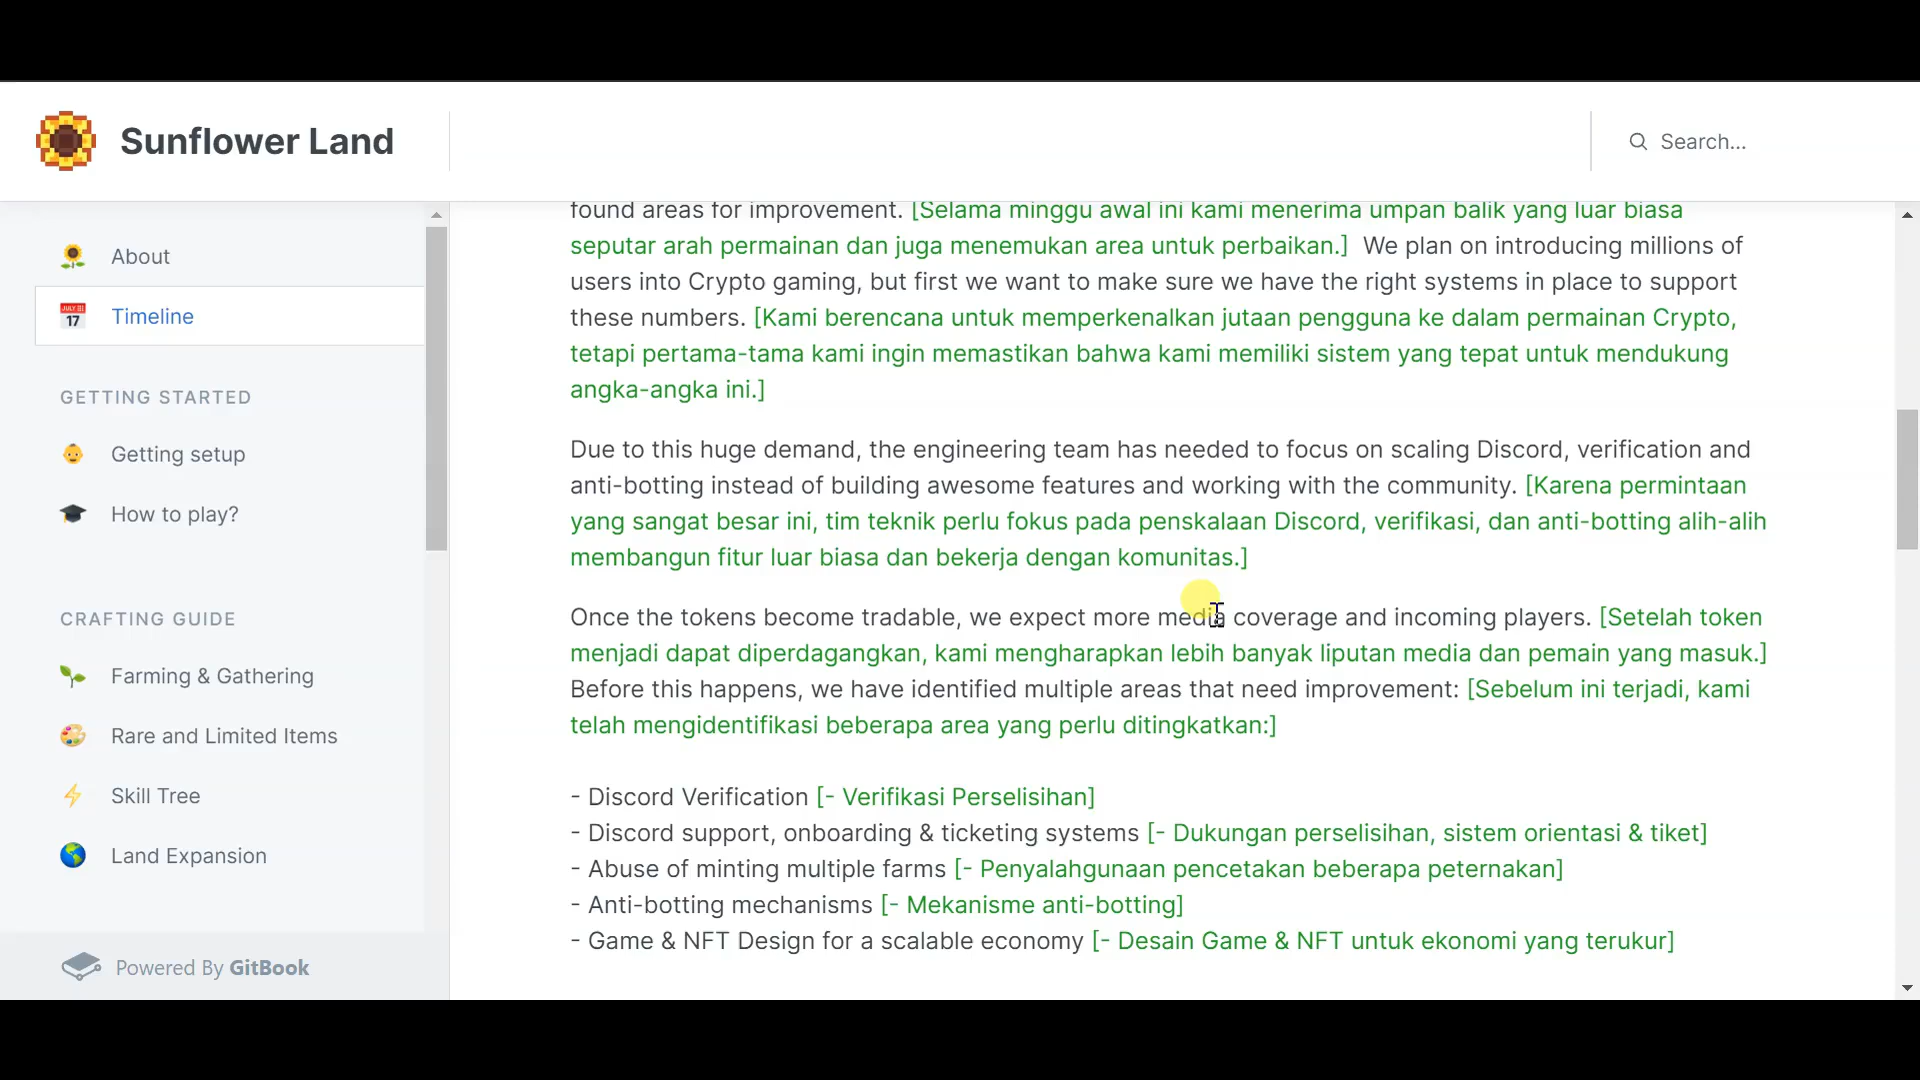 Sunflower Land
Search...
About
JULY 17
Timeline
GETTING STARTED
Getting setup
How to play?
CRAFTING GUIDE
Farming & Gathering
Rare and Limited Items
Skill Tree
Land Expansion
Powered By GitBook
found areas for improvement. [Selama minggu awal ini kami menerima umpan balik yang luar biasa
seputar arah permainan dan juga menemukan area untuk perbaikan.]  We plan on introducing millions of
users into Crypto gaming, but first we want to make sure we have the right systems in place to support
these numbers. [Kami berencana untuk memperkenalkan jutaan pengguna ke dalam permainan Crypto,
tetapi pertama-tama kami ingin memastikan bahwa kami memiliki sistem yang tepat untuk mendukung
angka-angka ini.]
Due to this huge demand, the engineering team has needed to focus on scaling Discord, verification and
anti-botting instead of building awesome features and working with the community. [Karena permintaan
yang sangat besar ini, tim teknik perlu fokus pada penskalaan Discord, verifikasi, dan anti-botting alih-alih
membangun fitur luar biasa dan bekerja dengan komunitas.]
Once the tokens become tradable, we expect more media coverage and incoming players. [Setelah token
menjadi dapat diperdagangkan, kami mengharapkan lebih banyak liputan media dan pemain yang masuk.]
Before this happens, we have identified multiple areas that need improvement: [Sebelum ini terjadi, kami
telah mengidentifikasi beberapa area yang perlu ditingkatkan:]
- Discord Verification [- Verifikasi Perselisihan]
- Discord support, onboarding & ticketing systems [- Dukungan perselisihan, sistem orientasi & tiket]
- Abuse of minting multiple farms [- Penyalahgunaan pencetakan beberapa peternakan]
- Anti-botting mechanisms [- Mekanisme anti-botting]
- Game & NFT Design for a scalable economy [- Desain Game & NFT untuk ekonomi yang terukur]